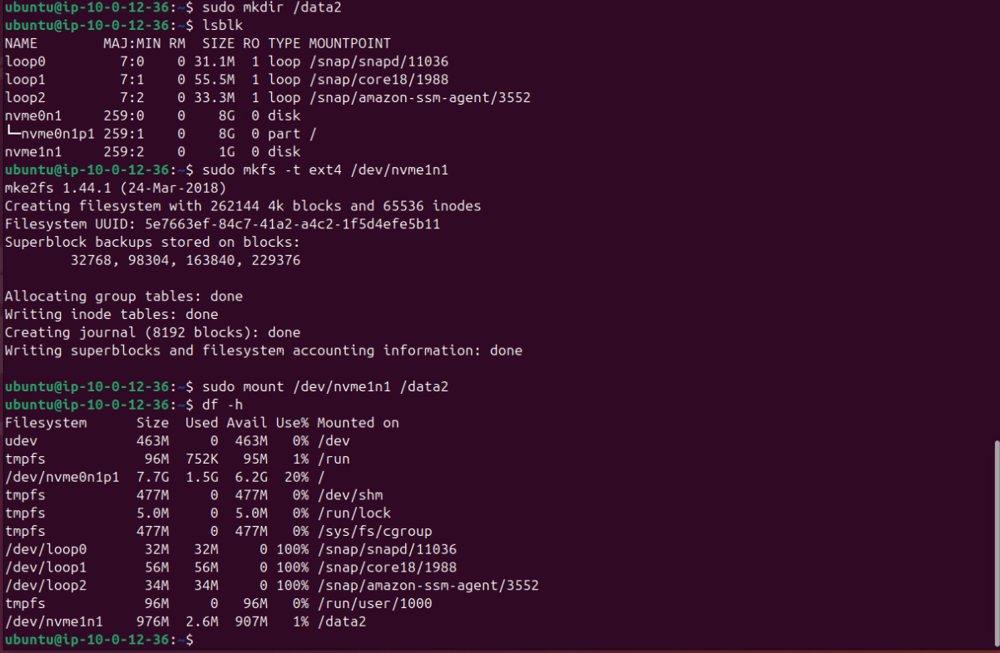 ubuntu@ip-10-0-12-36:~$ sudo mkdir /data2
ubuntu@ip-10-0-12-36:~$ lsblk
NAME        MAJ:MIN RM  SIZE RO TYPE MOUNTPOINT
loop0         7:0    0 31.1M  1 loop /snap/snapd/11036
loop1         7:1    0 55.5M  1 loop /snap/core18/1988
loop2         7:2    0 33.3M  1 loop /snap/amazon-ssm-agent/3552
nvme0n1     259:0    0    8G  0 disk
└─nvme0n1p1 259:1    0    8G  0 part /
nvme1n1     259:2    0    1G  0 disk
ubuntu@ip-10-0-12-36:~$ sudo mkfs -t ext4 /dev/nvme1n1
mke2fs 1.44.1 (24-Mar-2018)
Creating filesystem with 262144 4k blocks and 65536 inodes
Filesystem UUID: 5e7663ef-84c7-41a2-a4c2-1f5d4efe5b11
Superblock backups stored on blocks:
        32768, 98304, 163840, 229376

Allocating group tables: done
Writing inode tables: done
Creating journal (8192 blocks): done
Writing superblocks and filesystem accounting information: done

ubuntu@ip-10-0-12-36:~$ sudo mount /dev/nvme1n1 /data2
ubuntu@ip-10-0-12-36:~$ df -h
Filesystem      Size  Used Avail Use% Mounted on
udev            463M     0  463M   0% /dev
tmpfs            96M  752K   95M   1% /run
/dev/nvme0n1p1  7.7G  1.5G  6.2G  20% /
tmpfs           477M     0  477M   0% /dev/shm
tmpfs           5.0M     0  5.0M   0% /run/lock
tmpfs           477M     0  477M   0% /sys/fs/cgroup
/dev/loop0       32M   32M     0 100% /snap/snapd/11036
/dev/loop1       56M   56M     0 100% /snap/core18/1988
/dev/loop2       34M   34M     0 100% /snap/amazon-ssm-agent/3552
tmpfs            96M     0   96M   0% /run/user/1000
/dev/nvme1n1    976M  2.6M  907M   1% /data2
ubuntu@ip-10-0-12-36:~$